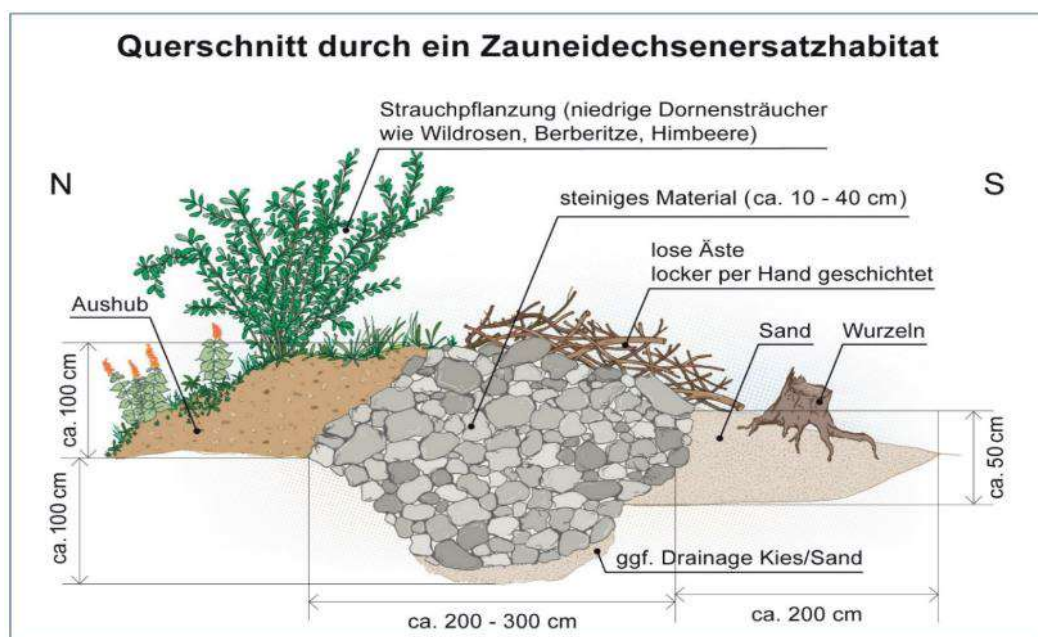 Querschnitt durch ein Zauneidechsenersatzhabitat
Strauchpflanzung (niedrige Dornensträucher
wie Wildrosen, Berberitze, Himbeere)
N
S
steiniges Material (ca. 10 - 40 cm)
lose Äste
locker per Hand geschichtet
Aushub
Sand
Wurzeln
ca. 100 cm
ca. 50 cm
ca. 100 cm
ggf. Drainage Kies/Sand
ca. 200 - 300 cm
ca. 200 cm